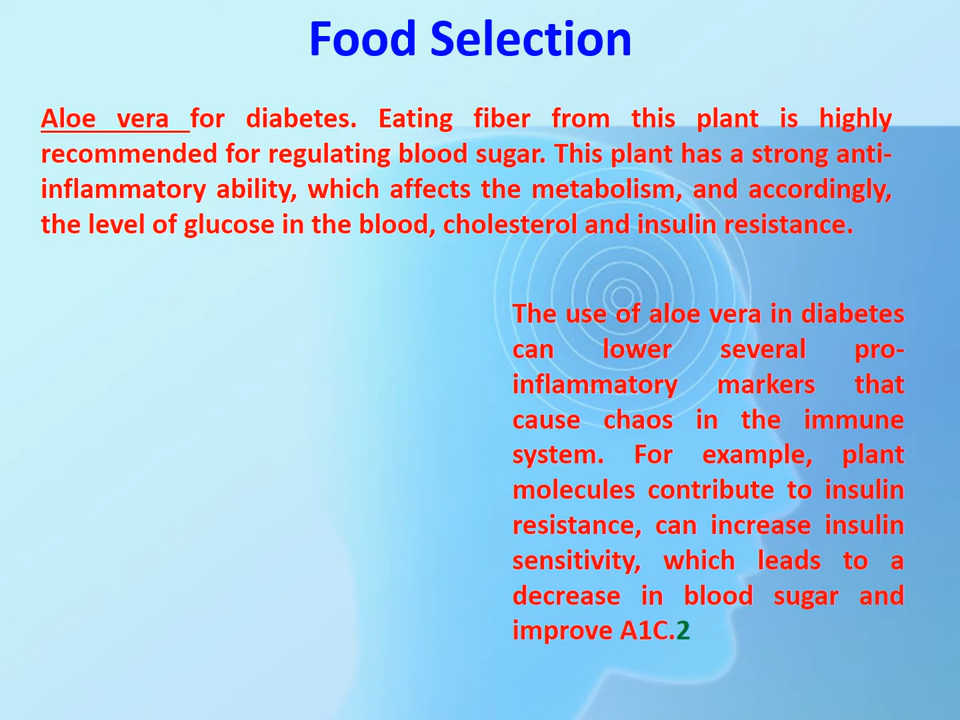 Food Selection
Aloe vera for diabetes. Eating fiber from this plant is highly
recommended for regulating blood sugar. This plant has a strong anti-
inflammatory ability, which affects the metabolism, and accordingly,
the level of glucose in the blood, cholesterol and insulin resistance.
The use of aloe vera in diabetes
can lower several pro-
inflammatory markers that
cause chaos in the immune
system. For example, plant
molecules contribute to insulin
resistance, can increase insulin
sensitivity, which leads to a
decrease in blood sugar and
improve A1C.2